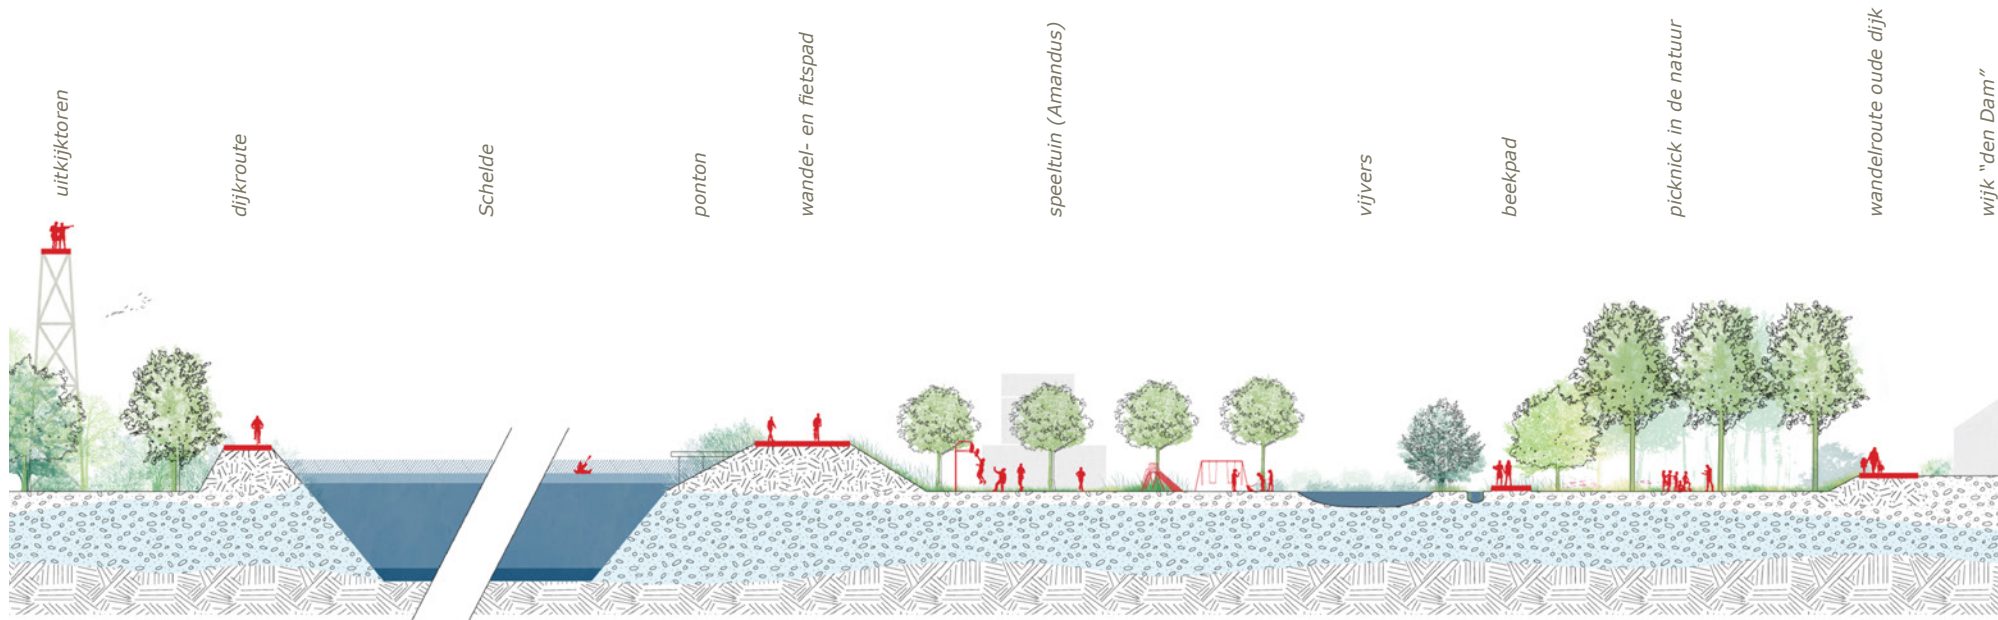 uitkijktoren
dijkroute
Schelde
ponton
wandel- en fietspad
speeltuin (Amandus)
vijvers
beekpad
picknick in de natuur
wandelroute oude dijk
wijk “den Dam”